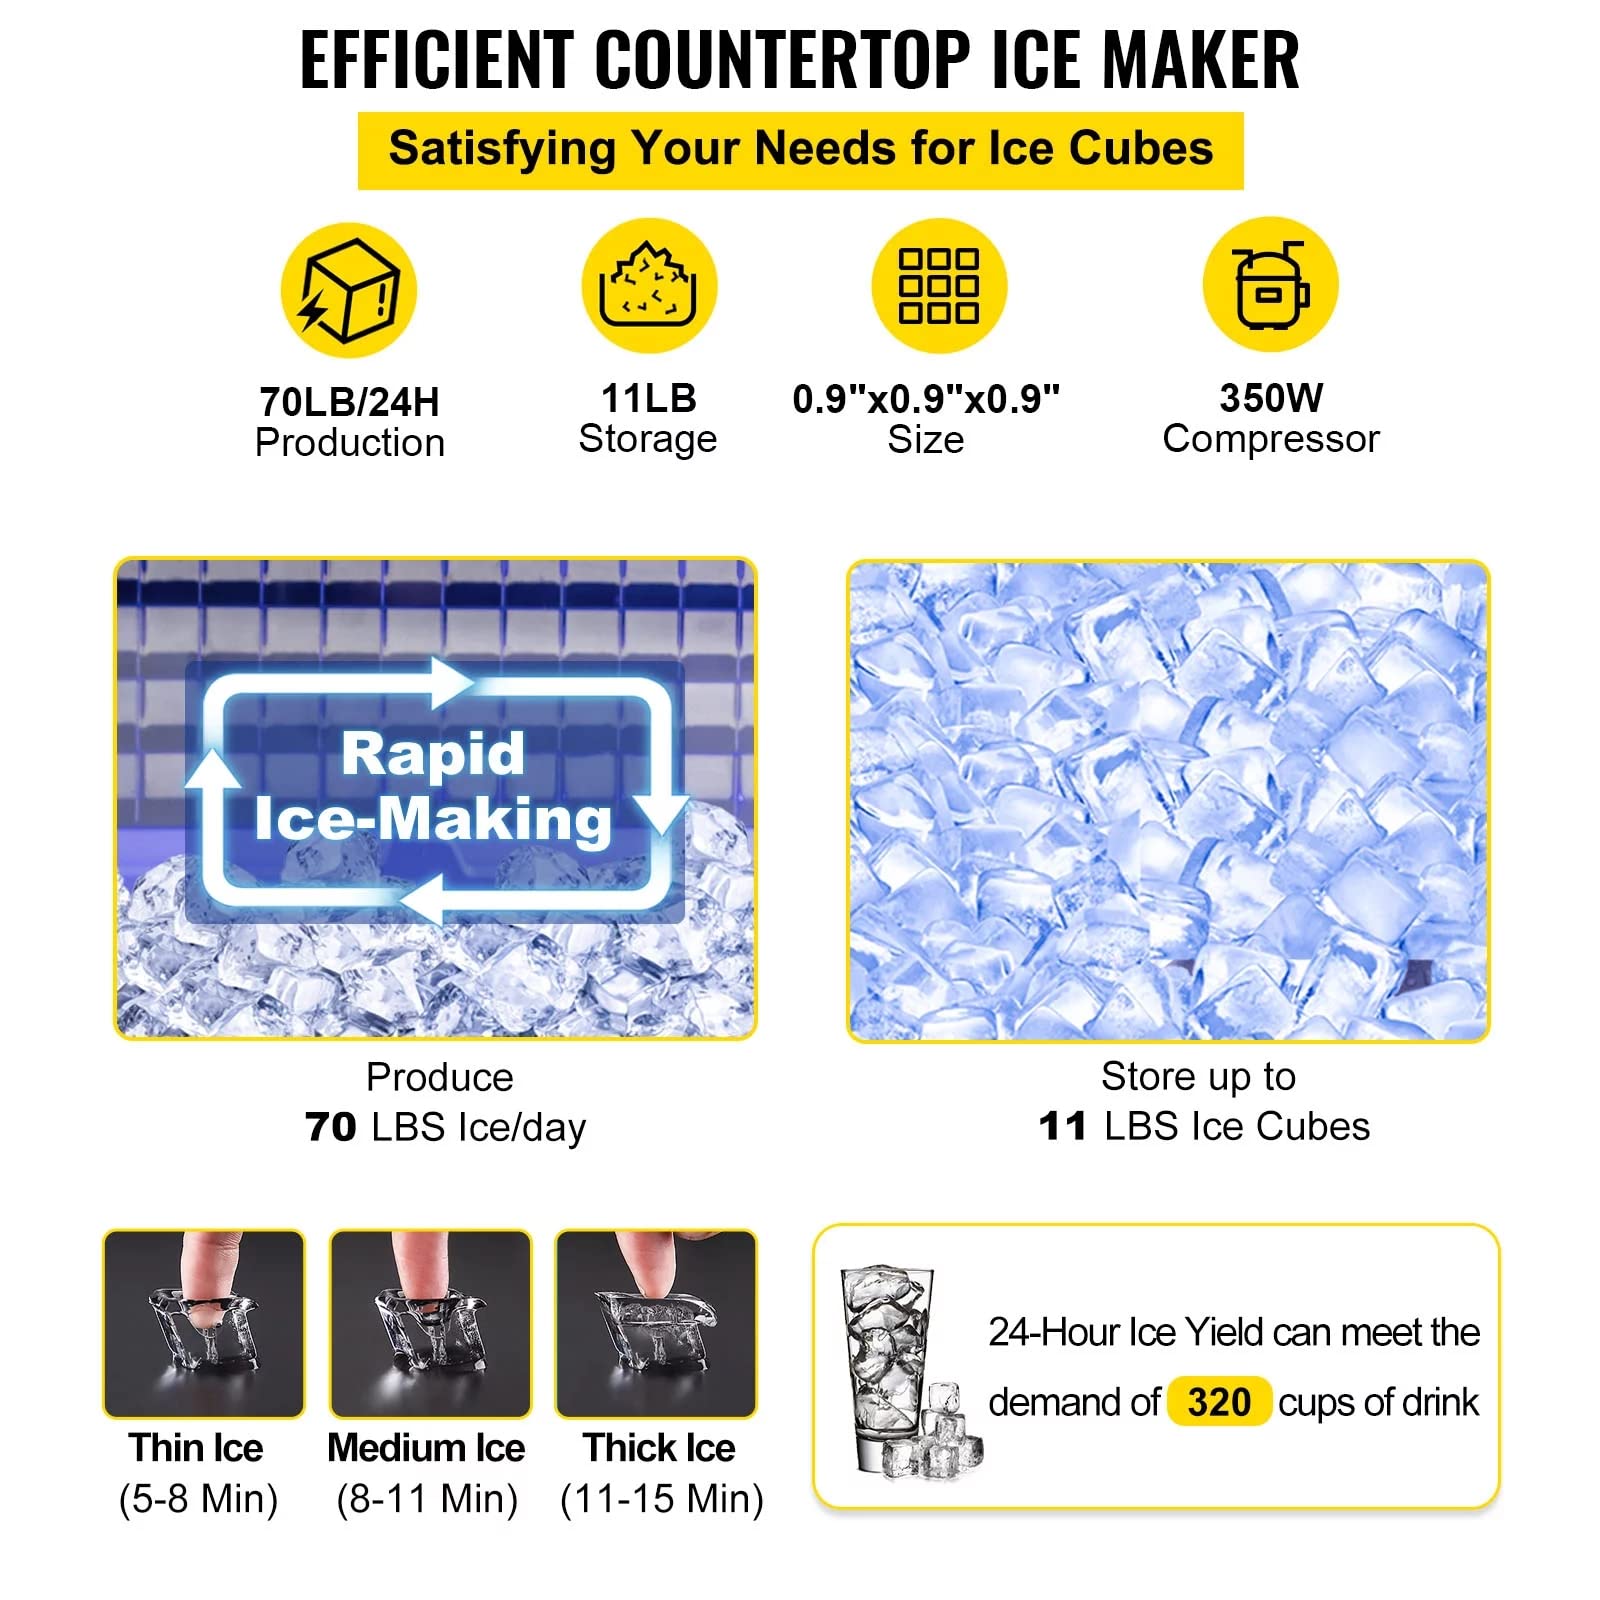 EFFICIENT COUNTERTOP ICE MAKER
Satisfying Your Needs for Ice Cubes
70LB/24H
Production
11LB
Storage
0.9"x0.9"x0.9"
Size
350W
Compressor
Rapid
Ice-Making
Produce
70 LBS Ice/day
Store up to
11 LBS Ice Cubes
Thin Ice
(5-8 Min)
Medium Ice
(8-11 Min)
Thick Ice
(11-15 Min)
24-Hour Ice Yield can meet the
demand of 320 cups of drink